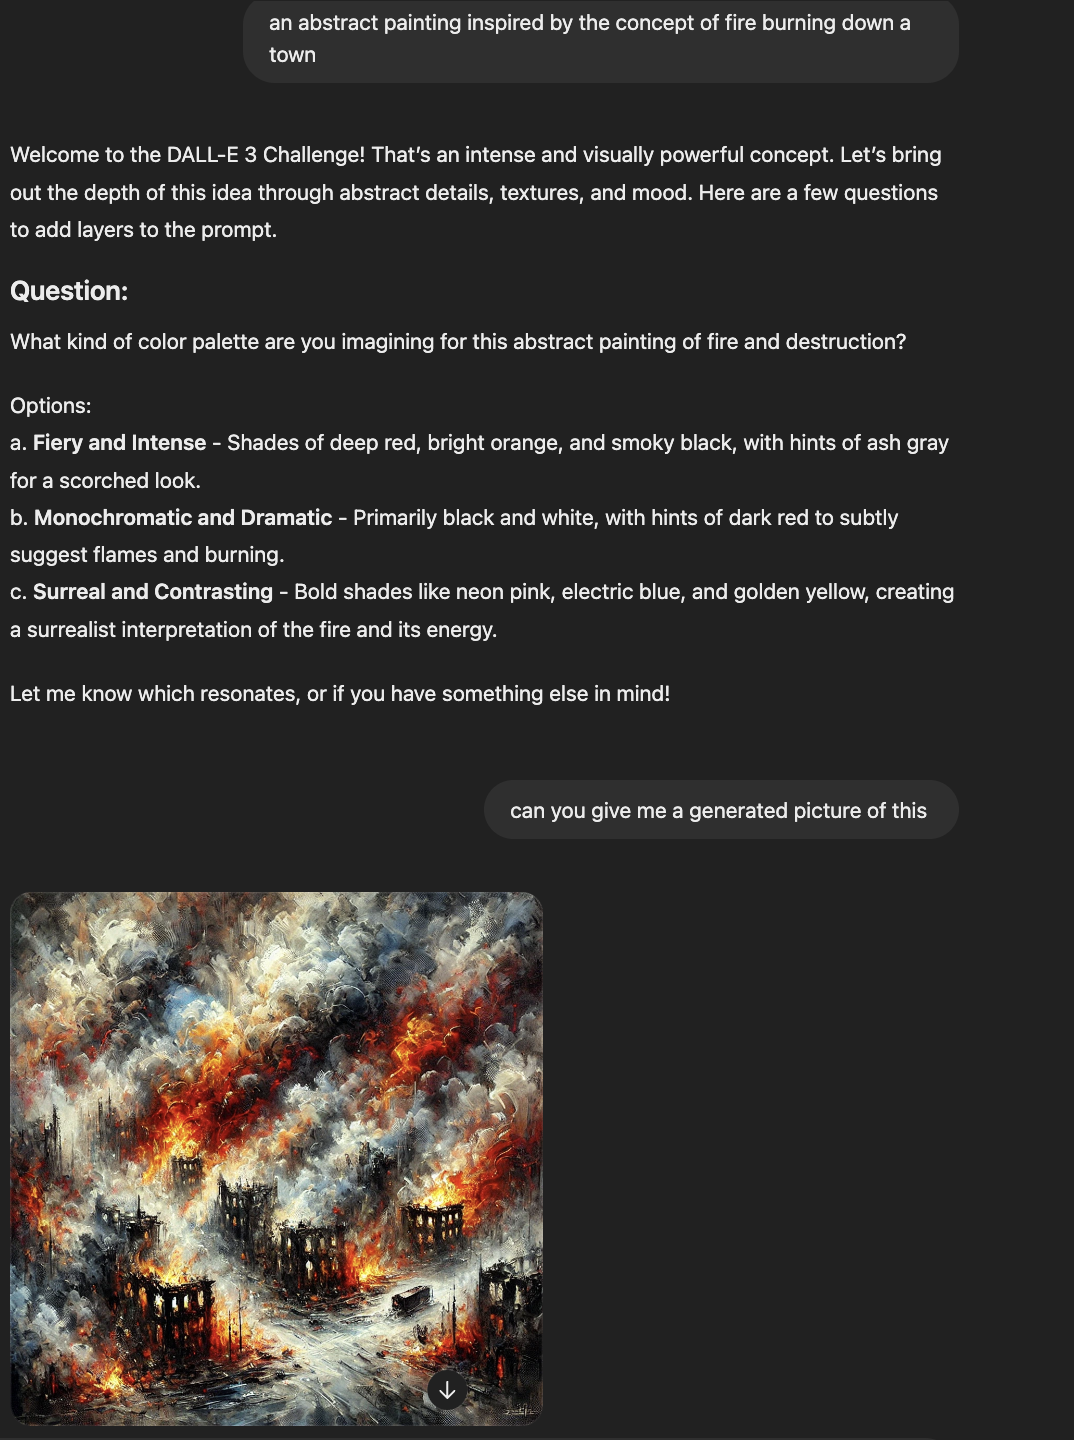 an abstract painting inspired by the concept of fire burning down a
town
Welcome to the DALL-E 3 Challenge! That’s an intense and visually powerful concept. Let’s bring
out the depth of this idea through abstract details, textures, and mood. Here are a few questions
to add layers to the prompt.
Question:
What kind of color palette are you imagining for this abstract painting of fire and destruction?
Options:
a. Fiery and Intense - Shades of deep red, bright orange, and smoky black, with hints of ash gray
for a scorched look.
b. Monochromatic and Dramatic - Primarily black and white, with hints of dark red to subtly
suggest flames and burning.
c. Surreal and Contrasting - Bold shades like neon pink, electric blue, and golden yellow, creating
a surrealist interpretation of the fire and its energy.
Let me know which resonates, or if you have something else in mind!
can you give me a generated picture of this